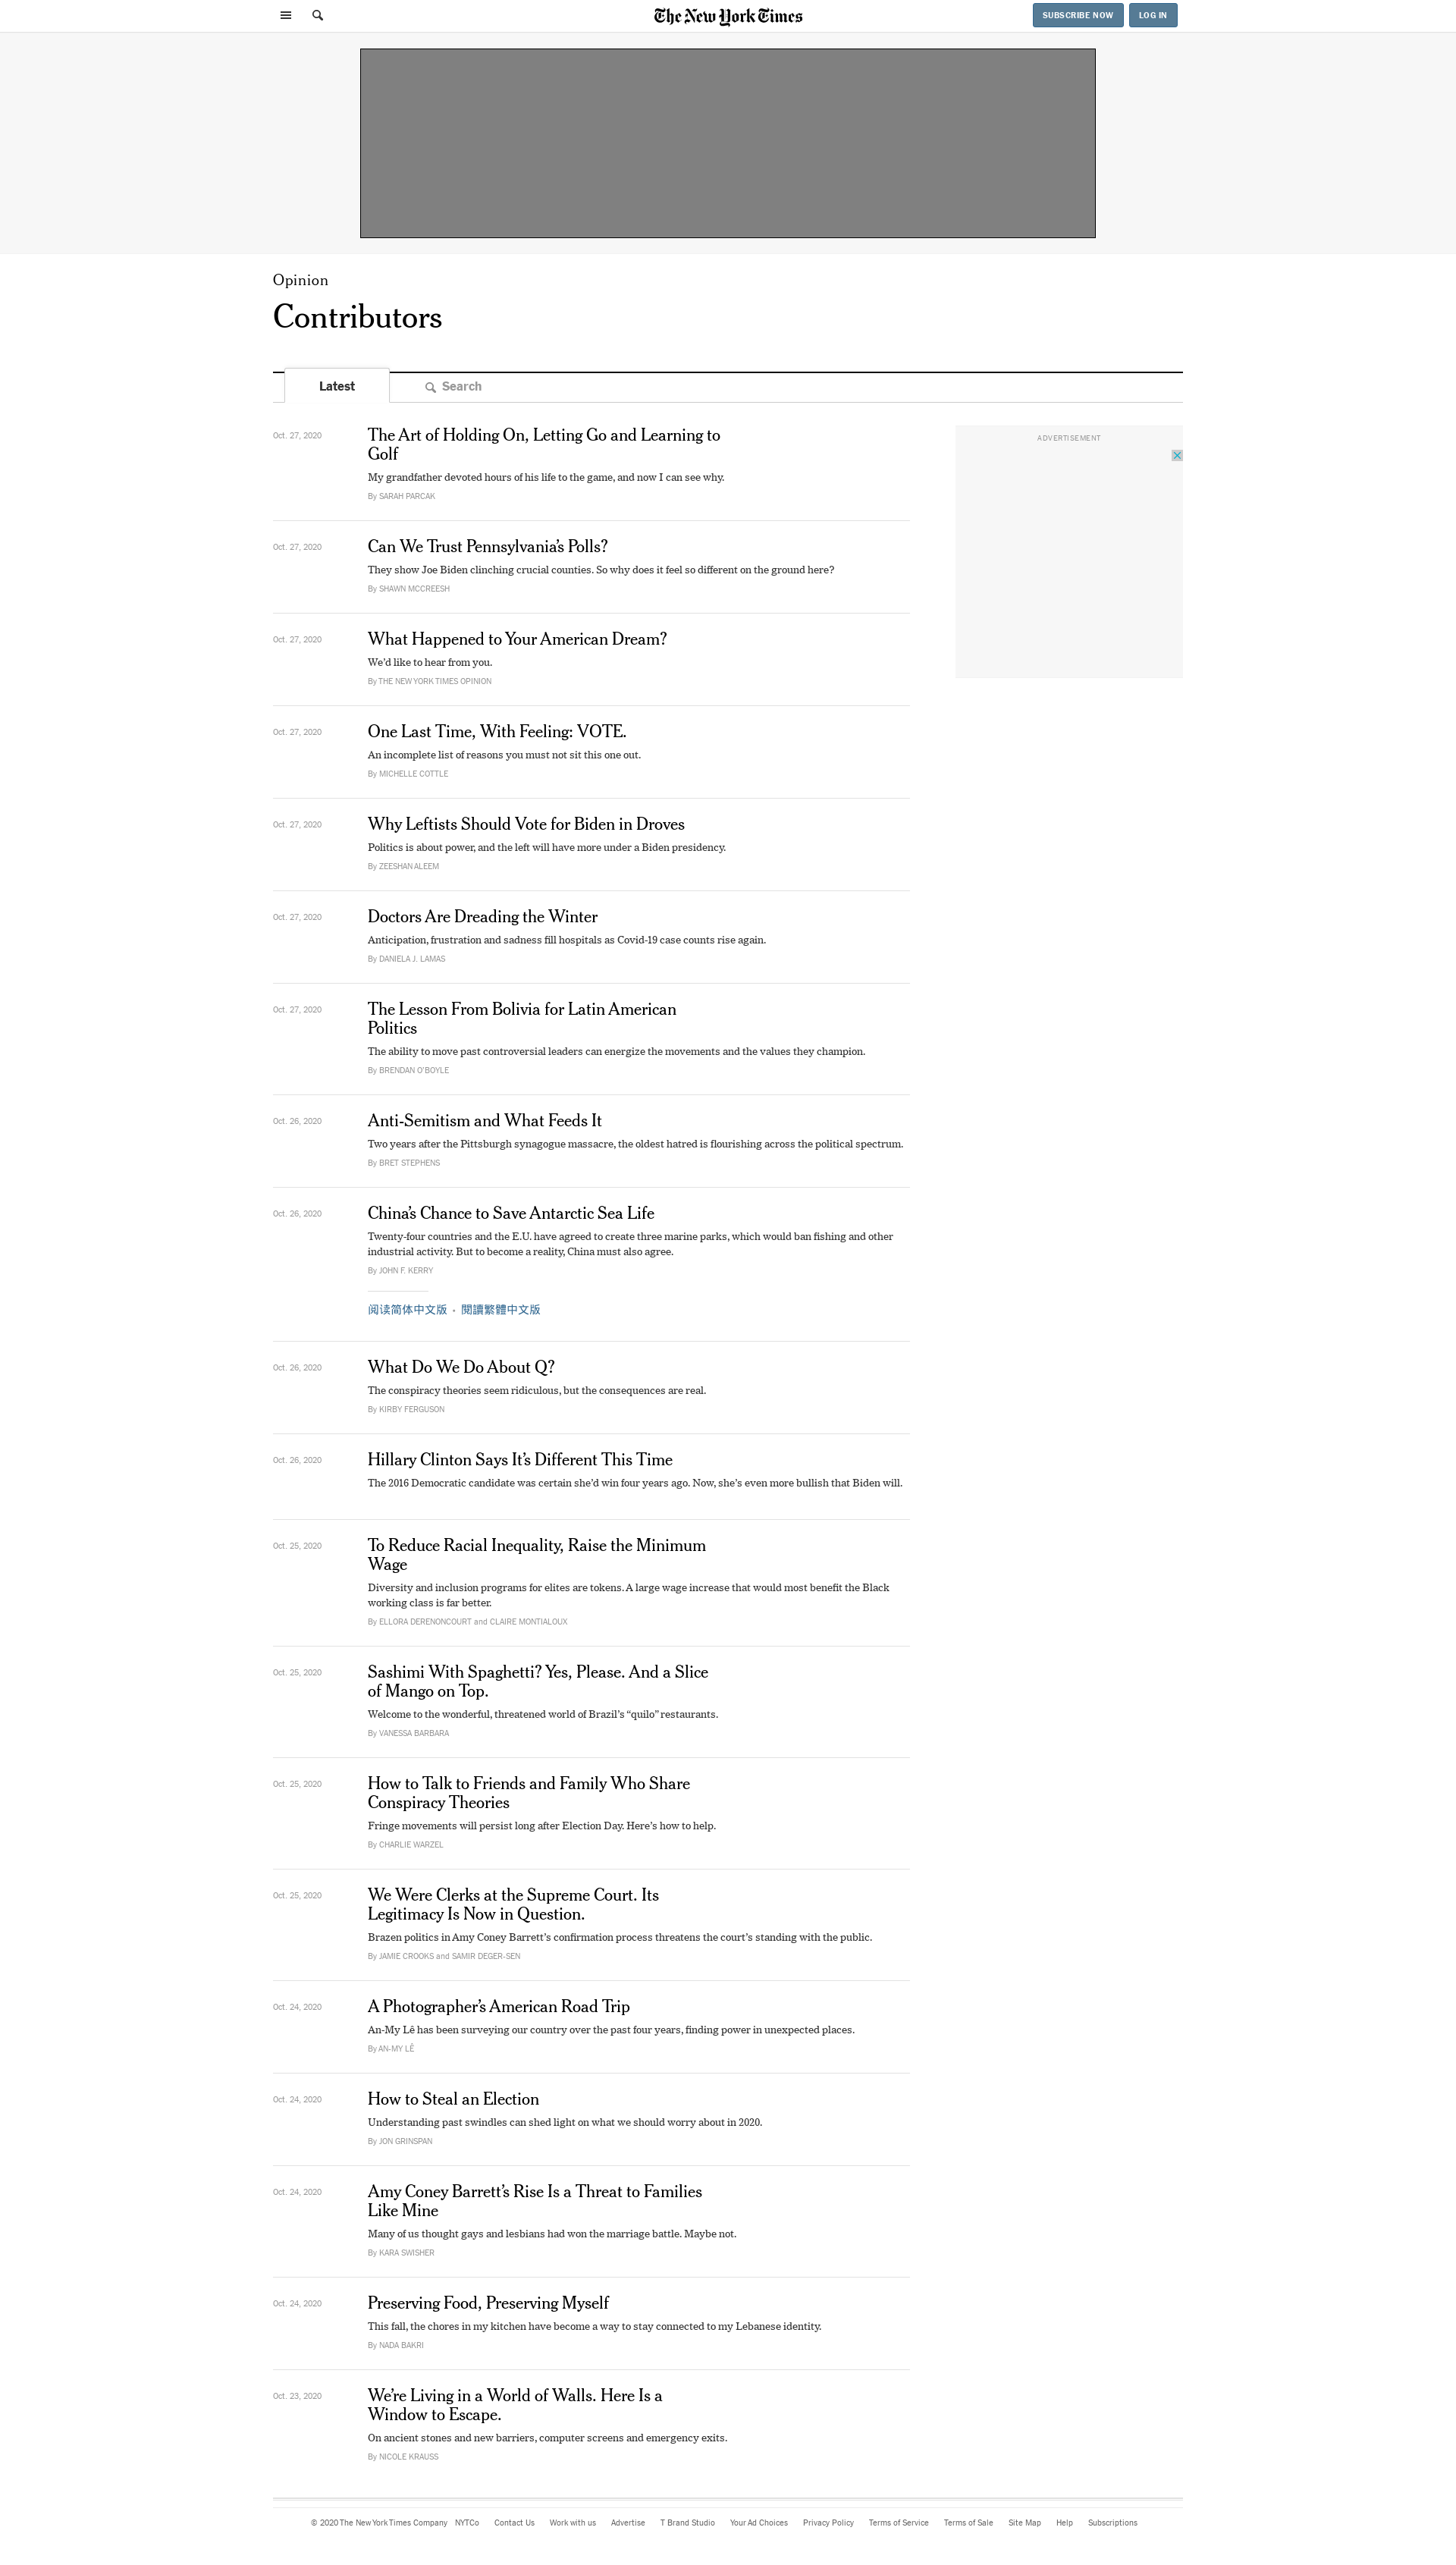 The New York Times
SUBSCRIBE NOW
LOG IN
Opinion
Contributors
Latest
Search
ADVERTISEMENT
Oct. 27, 2020
The Art of Holding On, Letting Go and Learning to
Golf
My grandfather devoted hours of his life to the game, and now I can see why.
By SARAH PARCAK
Oct. 27, 2020
Can We Trust Pennsylvania’s Polls?
They show Joe Biden clinching crucial counties. So why does it feel so different on the ground here?
By SHAWN MCCREESH
Oct. 27, 2020
What Happened to Your American Dream?
We’d like to hear from you.
By THE NEW YORK TIMES OPINION
Oct. 27, 2020
One Last Time, With Feeling: VOTE.
An incomplete list of reasons you must not sit this one out.
By MICHELLE COTTLE
Oct. 27, 2020
Why Leftists Should Vote for Biden in Droves
Politics is about power, and the left will have more under a Biden presidency.
By ZEESHAN ALEEM
Oct. 27, 2020
Doctors Are Dreading the Winter
Anticipation, frustration and sadness fill hospitals as Covid-19 case counts rise again.
By DANIELA J. LAMAS
Oct. 27, 2020
The Lesson From Bolivia for Latin American
Politics
The ability to move past controversial leaders can energize the movements and the values they champion.
By BRENDAN O’BOYLE
Oct. 26, 2020
Anti-Semitism and What Feeds It
Two years after the Pittsburgh synagogue massacre, the oldest hatred is flourishing across the political spectrum.
By BRET STEPHENS
Oct. 26, 2020
China’s Chance to Save Antarctic Sea Life
Twenty-four countries and the E.U. have agreed to create three marine parks, which would ban fishing and other
industrial activity. But to become a reality, China must also agree.
By JOHN F. KERRY
阅读简体中文版 • 閱讀繁體中文版
Oct. 26, 2020
What Do We Do About Q?
The conspiracy theories seem ridiculous, but the consequences are real.
By KIRBY FERGUSON
Oct. 26, 2020
Hillary Clinton Says It’s Different This Time
The 2016 Democratic candidate was certain she’d win four years ago. Now, she’s even more bullish that Biden will.
Oct. 25, 2020
To Reduce Racial Inequality, Raise the Minimum
Wage
Diversity and inclusion programs for elites are tokens. A large wage increase that would most benefit the Black
working class is far better.
By ELLORA DERENONCOURT and CLAIRE MONTIALOUX
Oct. 25, 2020
Sashimi With Spaghetti? Yes, Please. And a Slice
of Mango on Top.
Welcome to the wonderful, threatened world of Brazil’s “quilo” restaurants.
By VANESSA BARBARA
Oct. 25, 2020
How to Talk to Friends and Family Who Share
Conspiracy Theories
Fringe movements will persist long after Election Day. Here’s how to help.
By CHARLIE WARZEL
Oct. 25, 2020
We Were Clerks at the Supreme Court. Its
Legitimacy Is Now in Question.
Brazen politics in Amy Coney Barrett’s confirmation process threatens the court’s standing with the public.
By JAMIE CROOKS and SAMIR DEGER-SEN
Oct. 24, 2020
A Photographer’s American Road Trip
An-My Lê has been surveying our country over the past four years, finding power in unexpected places.
By AN-MY LÊ
Oct. 24, 2020
How to Steal an Election
Understanding past swindles can shed light on what we should worry about in 2020.
By JON GRINSPAN
Oct. 24, 2020
Amy Coney Barrett’s Rise Is a Threat to Families
Like Mine
Many of us thought gays and lesbians had won the marriage battle. Maybe not.
By KARA SWISHER
Oct. 24, 2020
Preserving Food, Preserving Myself
This fall, the chores in my kitchen have become a way to stay connected to my Lebanese identity.
By NADA BAKRI
Oct. 23, 2020
We’re Living in a World of Walls. Here Is a
Window to Escape.
On ancient stones and new barriers, computer screens and emergency exits.
By NICOLE KRAUSS
© 2020 The New York Times Company NYTCo Contact Us Work with us Advertise T Brand Studio Your Ad Choices Privacy Policy Terms of Service Terms of Sale Site Map Help Subscriptions